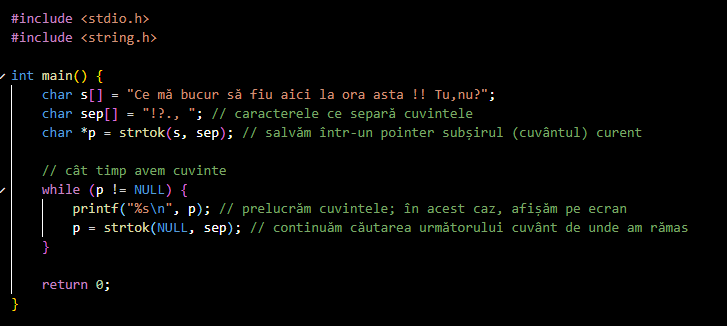 #include <stdio.h>
#include <string.h>
int main() {
char s[] = "Ce mă bucur să fiu aici la ora asta !! Tu,nu?";
char sep[] = "!?., "; // caracterele ce separă cuvintele
char *p = strtok(s, sep); // salvăm într-un pointer subșirul (cuvântul) curent
// cât timp avem cuvinte
while (p != NULL) {
printf("%s\n", p); // prelucrăm cuvintele; în acest caz, afișăm pe ecran
p = strtok(NULL, sep); // continuăm căutarea următorului cuvânt de unde am rămas
}
return 0;
}